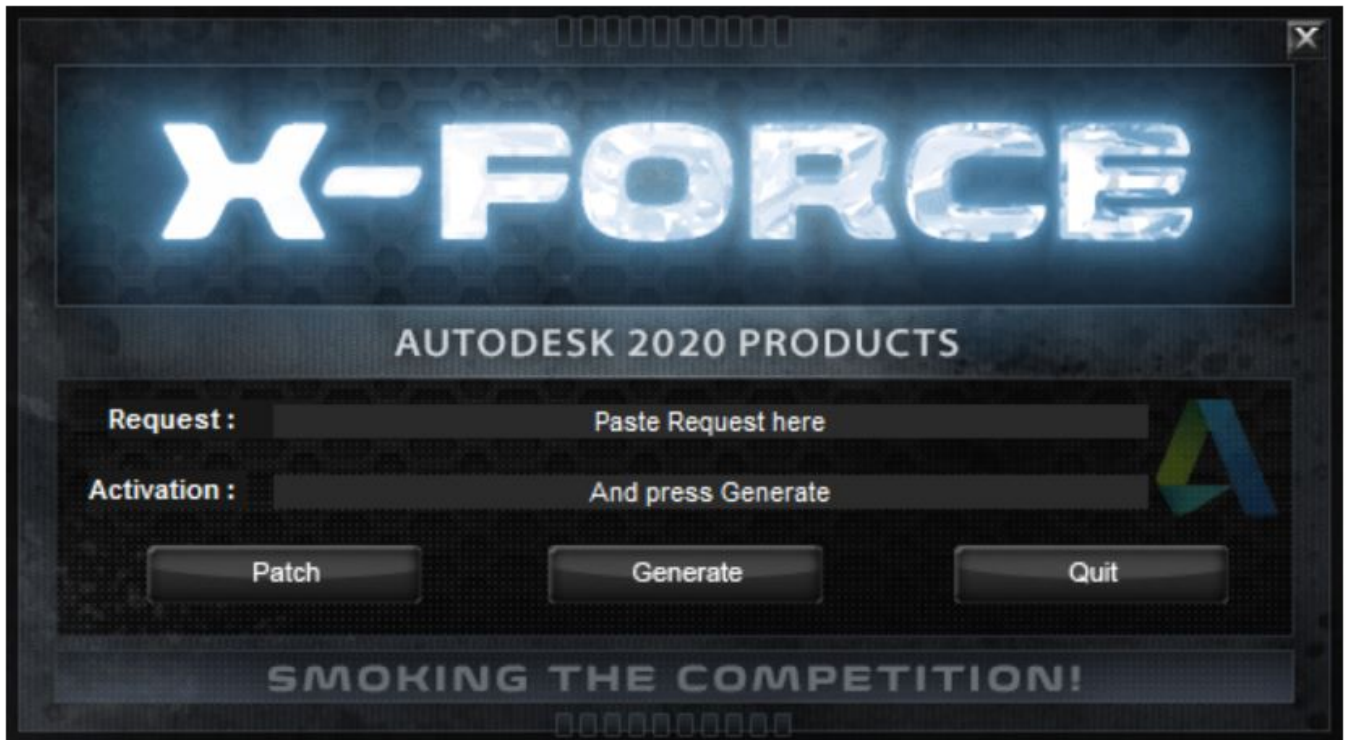 X-FORCE
AUTODESK 2020 PRODUCTS
Request : Paste Request here
Activation : And press Generate
Patch Generate Quit
SMOKING THE COMPETITION!